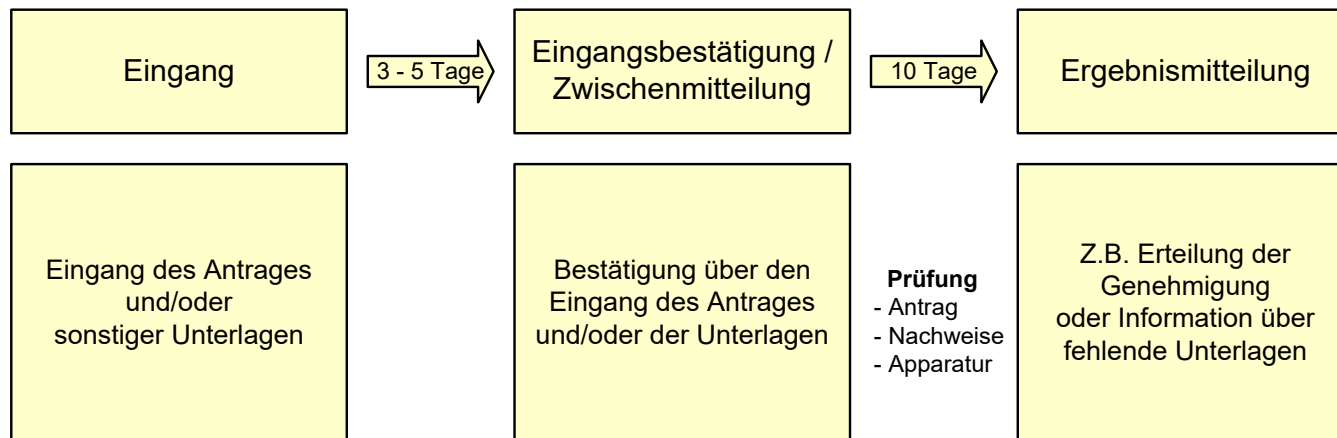 Eingang
3 - 5 Tage
Eingangsbestätigung /
Zwischenmitteilung
10 Tage
Ergebnismitteilung
Eingang des Antrages
und/oder
sonstiger Unterlagen
Bestätigung über den
Eingang des Antrages
und/oder der Unterlagen
Prüfung
- Antrag
- Nachweise
- Apparatur
Z.B. Erteilung der
Genehmigung
oder Information über
fehlende Unterlagen